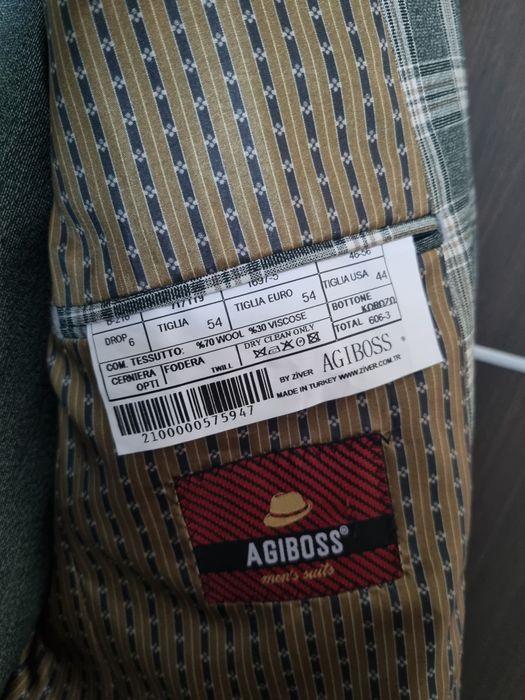 46-56
DROP 6 TIGLIA 54 TIGLIA EURO 54 TIGLIA USA 44
COM. TESSUTTO: %70 WOOL %30 VISCOSE BOTTONE
CERNIERA OPTI FODERA TWILL DRY CLEAN ONLY TOTAL 606-3
BY ZİVER AGIBOSS
MADE IN TURKEY WWW.ZIVER.COM.TR
2100000575947
AGIBOSS®
men's suits